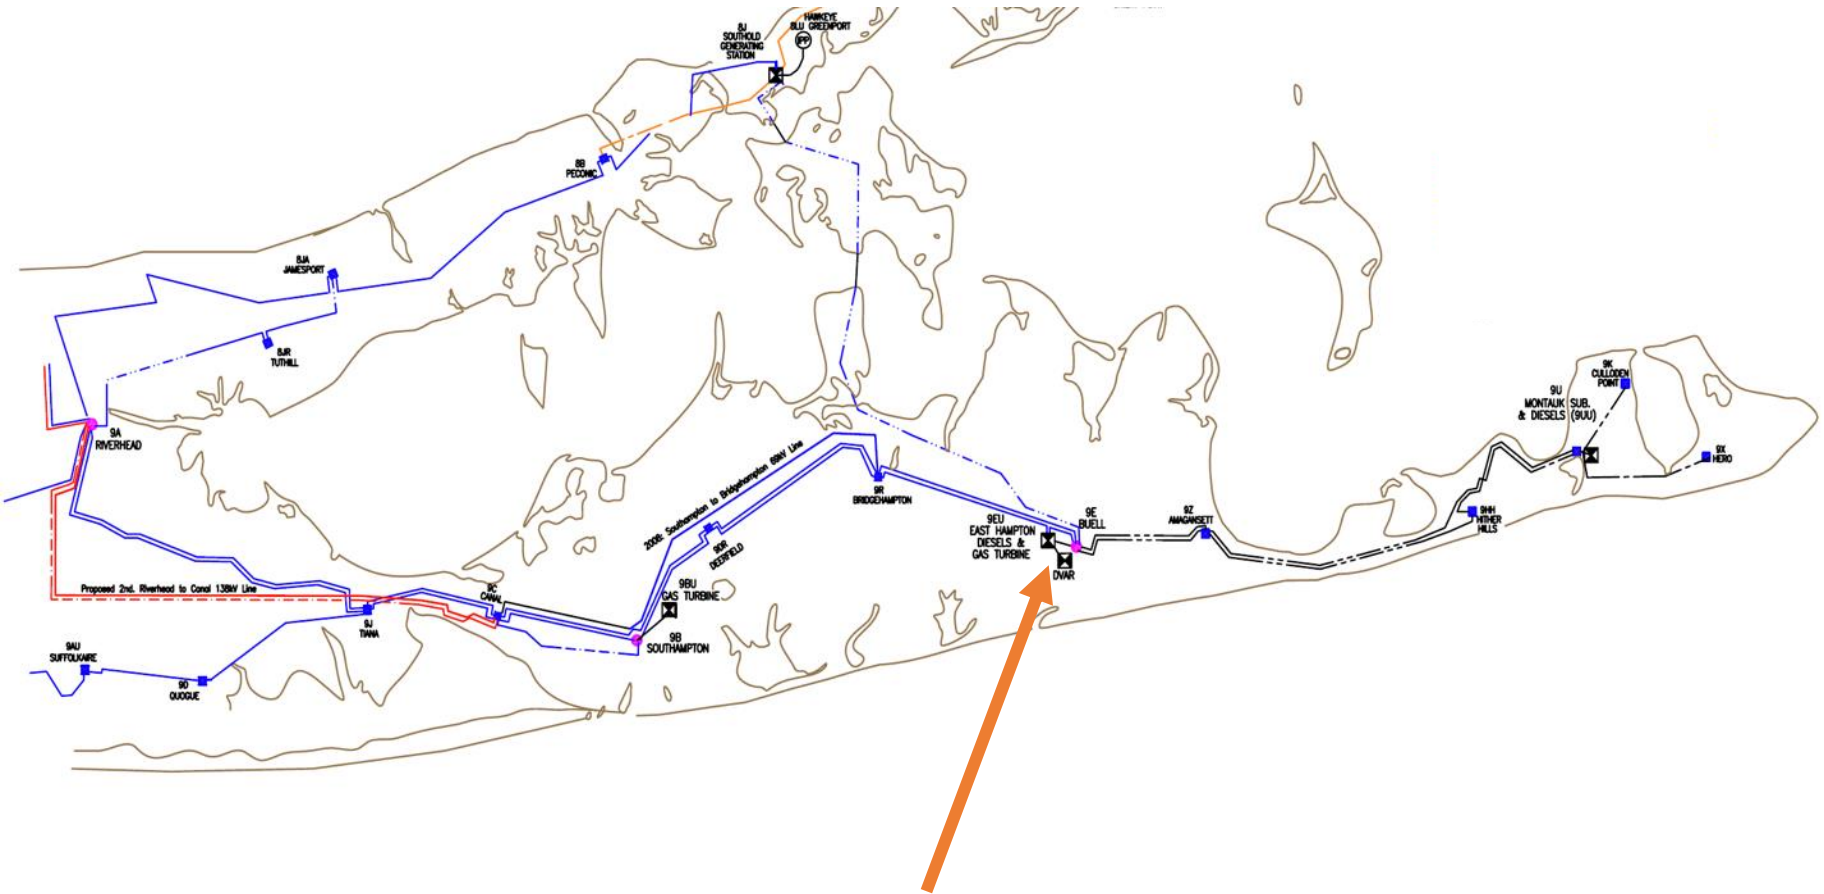 HAWKEYE
8LU GREENPORT
8J
SOUTHOLD
GENERATING
STATION
IPP
8B
PECONIC
8JA
JAMESPORT
8JR
TUTHILL
9A
RIVERHEAD
9K
CULLODEN
POINT
9U
MONTAUK SUB.
& DIESELS (9UU)
9X
HERO
2008: Southampton to Bridgehampton 69kV Line
9R
BRIDGEHAMPTON
9EU
EAST HAMPTON
DIESELS &
GAS TURBINE
9E
BUELL
9Z
AMAGANSETT
9HH
HITHER
HILLS
9DR
DEERFIELD
DVAR
Proposed 2nd. Riverhead to Canal 138kV Line
9C
CANAL
9BU
GAS TURBINE
9J
TIANA
9B
SOUTHAMPTON
9AU
SUFFOLKAIRE
9D
QUOGUE